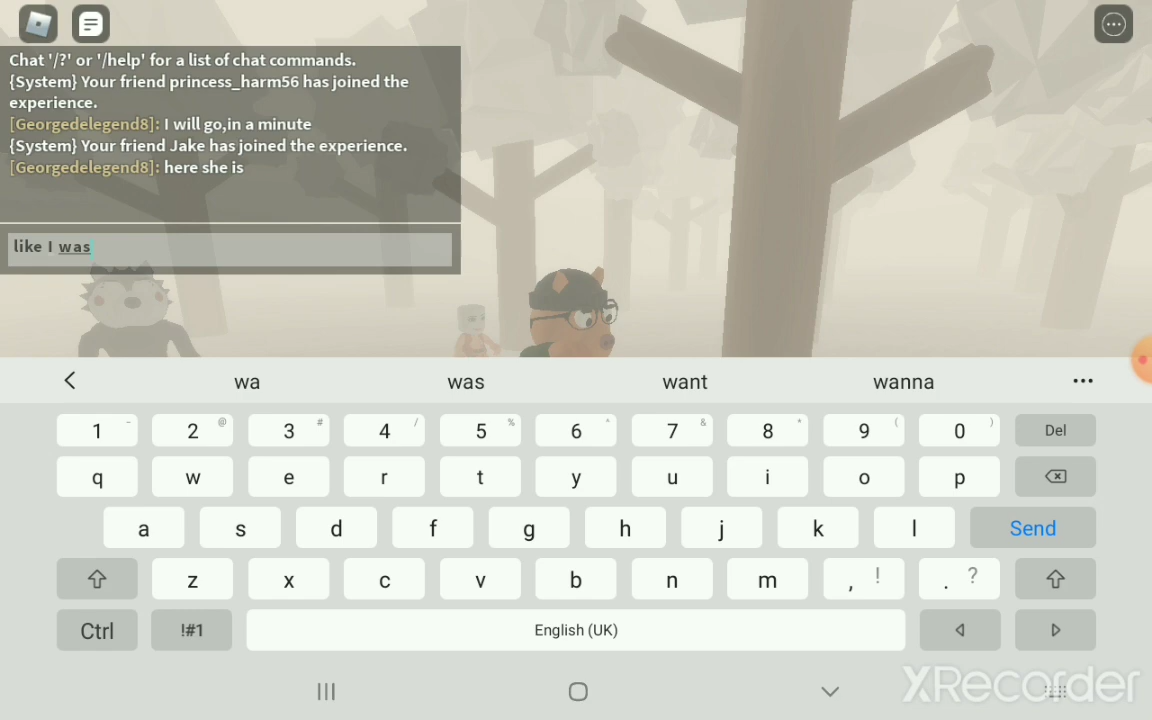 Chat '/?' or '/help' for a list of chat commands.
{System} Your friend princess_harm56 has joined the
experience.
[Georgedelegend8]: I will go,in a minute
{System} Your friend Jake has joined the experience.
[Georgedelegend8]: here she is
like I was
wa was want wanna
1 - 2 @ 3 # 4 / 5 % 6 ^ 7 & 8 * 9 ( 0 ) Del
q w e r t y u i o p
a s d f g h j k l Send
z x c v b n m , ! . ?
Ctrl !#1 English (UK)
XRecorder